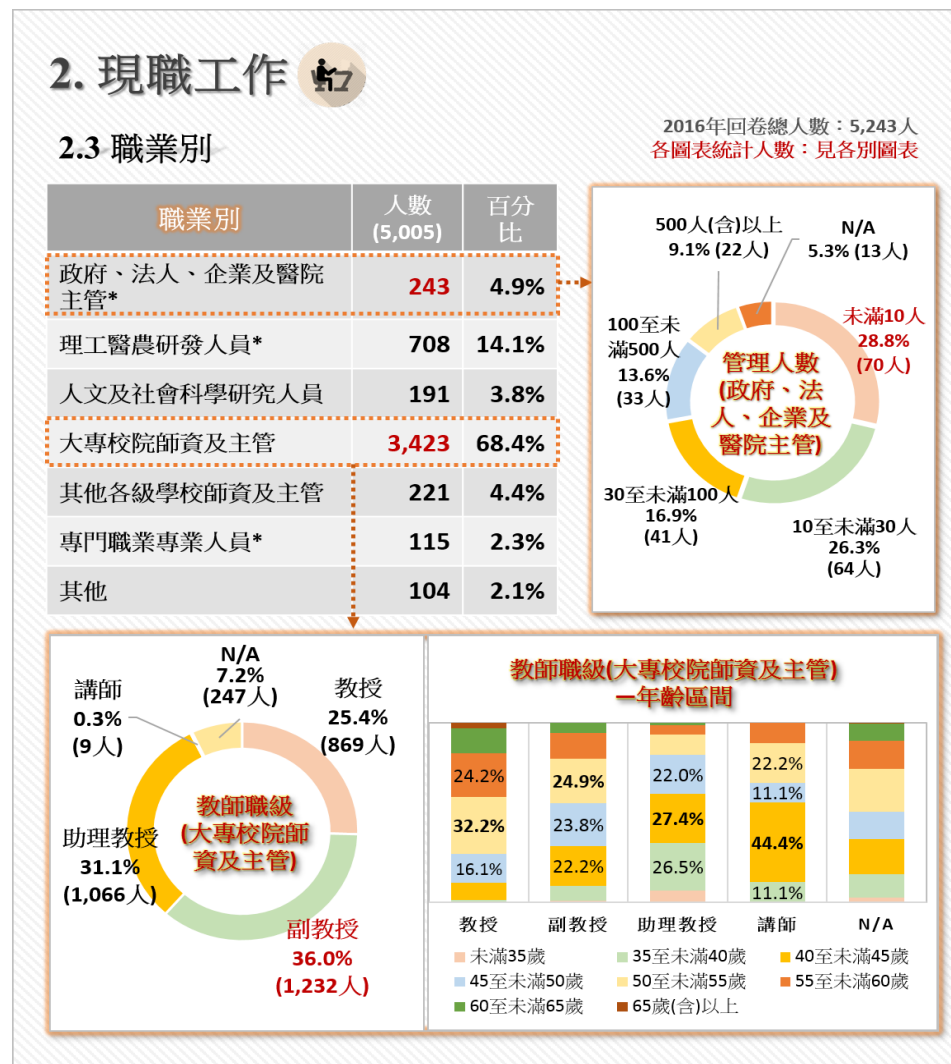 2. 現職工作
2.3 職業別
2016年回卷總人數：5,243人
各圖表統計人數：見各別圖表
職業別 人數 (5,005) 百分比
政府、法人、企業及醫院主管* 243 4.9%
理工醫農研發人員* 708 14.1%
人文及社會科學研究人員 191 3.8%
大專校院師資及主管 3,423 68.4%
其他各級學校師資及主管 221 4.4%
專門職業專業人員* 115 2.3%
其他 104 2.1%
500人(含)以上
9.1% (22人)
N/A
5.3% (13人)
未滿10人
28.8%
(70人)
100至未
滿500人
13.6%
(33人)
管理人數
(政府、法
人、企業及
醫院主管)
30至未滿100人
16.9%
(41人)
10至未滿30人
26.3%
(64人)
N/A
7.2%
(247人)
講師
0.3%
(9人)
教授
25.4%
(869人)
助理教授
31.1%
(1,066人)
教師職級
(大專校院師
資及主管)
副教授
36.0%
(1,232人)
教師職級(大專校院師資及主管)
—年齡區間
24.2%
32.2%
16.1%
24.9%
23.8%
22.2%
22.0%
27.4%
26.5%
22.2%
11.1%
44.4%
11.1%
教授 副教授 助理教授 講師 N/A
未滿35歲 35至未滿40歲 40至未滿45歲
45至未滿50歲 50至未滿55歲 55至未滿60歲
60至未滿65歲 65歲(含)以上